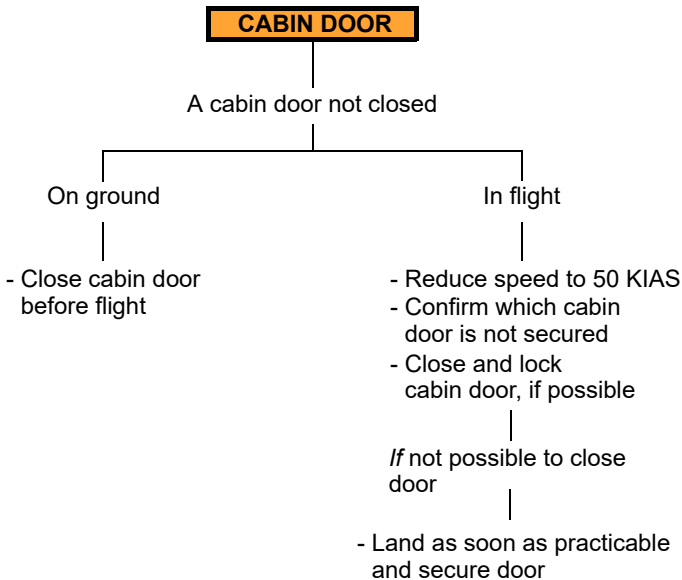 CABIN DOOR
A cabin door not closed
On ground
- Close cabin door
before flight
In flight
- Reduce speed to 50 KIAS
- Confirm which cabin
door is not secured
- Close and lock
cabin door, if possible
If not possible to close
door
- Land as soon as practicable
and secure door